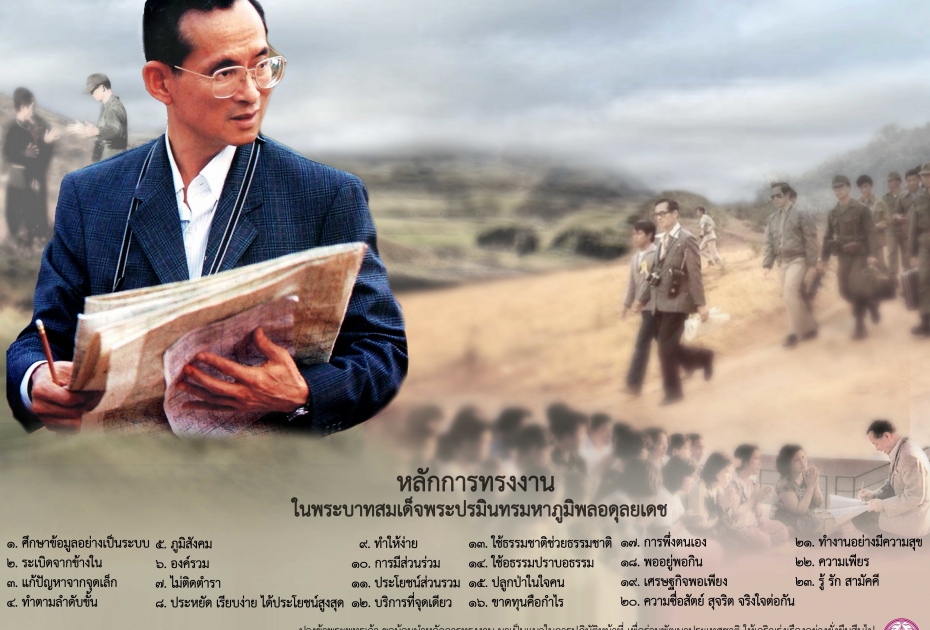 หลักการทรงงาน
ในพระบาทสมเด็จพระปรมินทรมหาภูมิพลอดุลยเดช
๑. ศึกษาข้อมูลอย่างเป็นระบบ
๒. ระเบิดจากข้างใน
๓. แก้ปัญหาจากจุดเล็ก
๔. ทำตามลำดับขั้น
๕. ภูมิสังคม
๖. องค์รวม
๗. ไม่ติดตำรา
๘. ประหยัด เรียบง่าย ได้ประโยชน์สูงสุด
๙. ทำให้ง่าย
๑๐. การมีส่วนร่วม
๑๑. ประโยชน์ส่วนรวม
๑๒. บริการที่จุดเดียว
๑๓. ใช้ธรรมชาติช่วยธรรมชาติ
๑๔. ใช้อธรรมปราบอธรรม
๑๕. ปลูกป่าในใจคน
๑๖. ขาดทุนคือกำไร
๑๗. การพึ่งตนเอง
๑๘. พออยู่พอกิน
๑๙. เศรษฐกิจพอเพียง
๒๐. ความซื่อสัตย์ สุจริต จริงใจต่อกัน
๒๑. ทำงานอย่างมีความสุข
๒๒. ความเพียร
๒๓. รู้ รัก สามัคคี